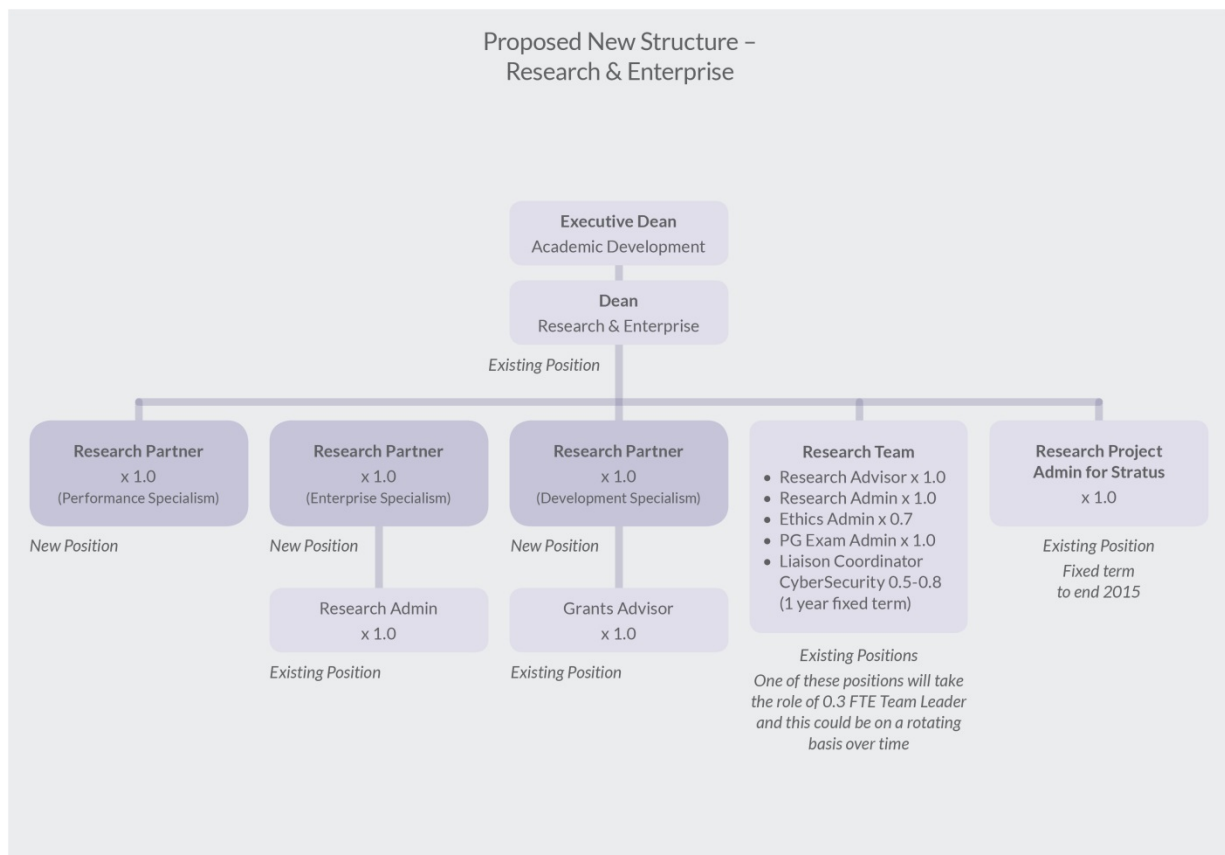 Proposed New Structure –
Research & Enterprise
Executive Dean
Academic Development
Dean
Research & Enterprise
Existing Position
Research Partner
x 1.0
(Performance Specialism)
New Position
Research Partner
x 1.0
(Enterprise Specialism)
New Position
Research Admin
x 1.0
Existing Position
Research Partner
x 1.0
(Development Specialism)
New Position
Grants Advisor
x 1.0
Existing Position
Research Team
• Research Advisor x 1.0
• Research Admin x 1.0
• Ethics Admin x 0.7
• PG Exam Admin x 1.0
• Liaison Coordinator
CyberSecurity 0.5-0.8
(1 year fixed term)
Existing Positions
One of these positions will take
the role of 0.3 FTE Team Leader
and this could be on a rotating
basis over time
Research Project
Admin for Stratus
x 1.0
Existing Position
Fixed term
to end 2015